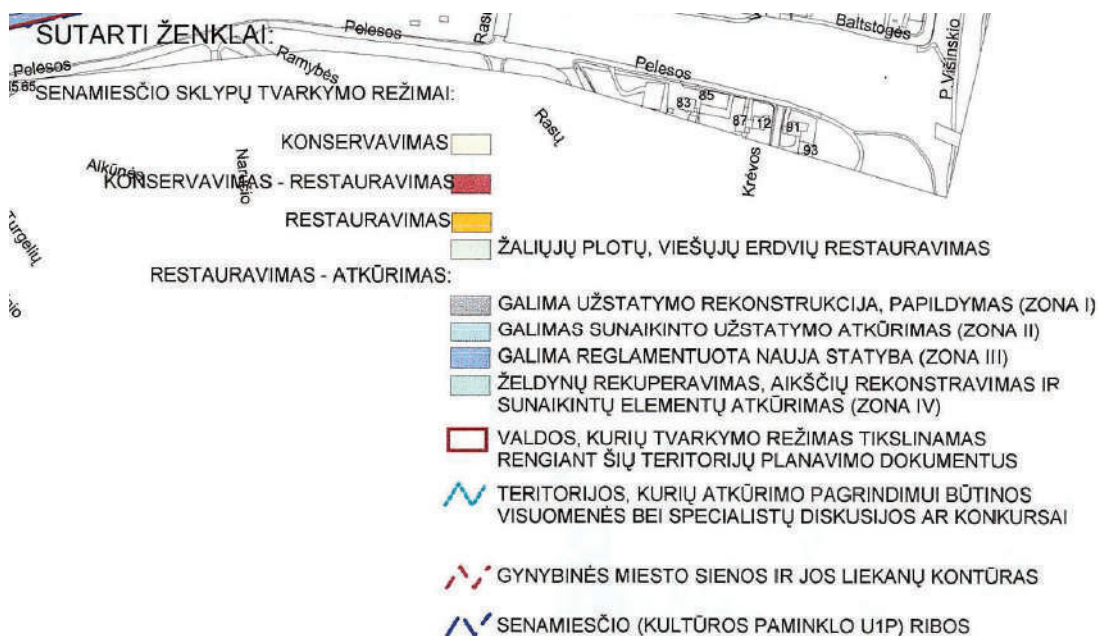 Pelesos
Rasų
Baltstogės
SUTARTI ŽENKLAI:
Pelesos
Ramybės
Pelesos
P.Višinskio
SENAMIESČIO SKLYPŲ TVARKYMO REŽIMAI:
83
85
87
12
91
93
Rasų
Krėvos
KONSERVAVIMAS
Alkūnės
KONSERVAVIMAS - RESTAURAVIMAS
RESTAURAVIMAS
Turgelių
ŽALIŲJŲ PLOTŲ, VIEŠŲJŲ ERDVIŲ RESTAURAVIMAS
RESTAURAVIMAS - ATKŪRIMAS:
GALIMA UŽSTATYMO REKONSTRUKCIJA, PAPILDYMAS (ZONA I)
GALIMAS SUNAIKINTO UŽSTATYMO ATKŪRIMAS (ZONA II)
GALIMA REGLAMENTUOTA NAUJA STATYBA (ZONA III)
ŽELDYNŲ REKUPERAVIMAS, AIKŠČIŲ REKONSTRAVIMAS IR
SUNAIKINTŲ ELEMENTŲ ATKŪRIMAS (ZONA IV)
VALDOS, KURIŲ TVARKYMO REŽIMAS TIKSLINAMAS
RENGIANT ŠIŲ TERITORIJŲ PLANAVIMO DOKUMENTUS
TERITORIJOS, KURIŲ ATKŪRIMO PAGRINDIMUI BŪTINOS
VISUOMENĖS BEI SPECIALISTŲ DISKUSIJOS AR KONKURSAI
GYNYBINĖS MIESTO SIENOS IR JOS LIEKANŲ KONTŪRAS
SENAMIESČIO (KULTŪROS PAMINKLO U1P) RIBOS